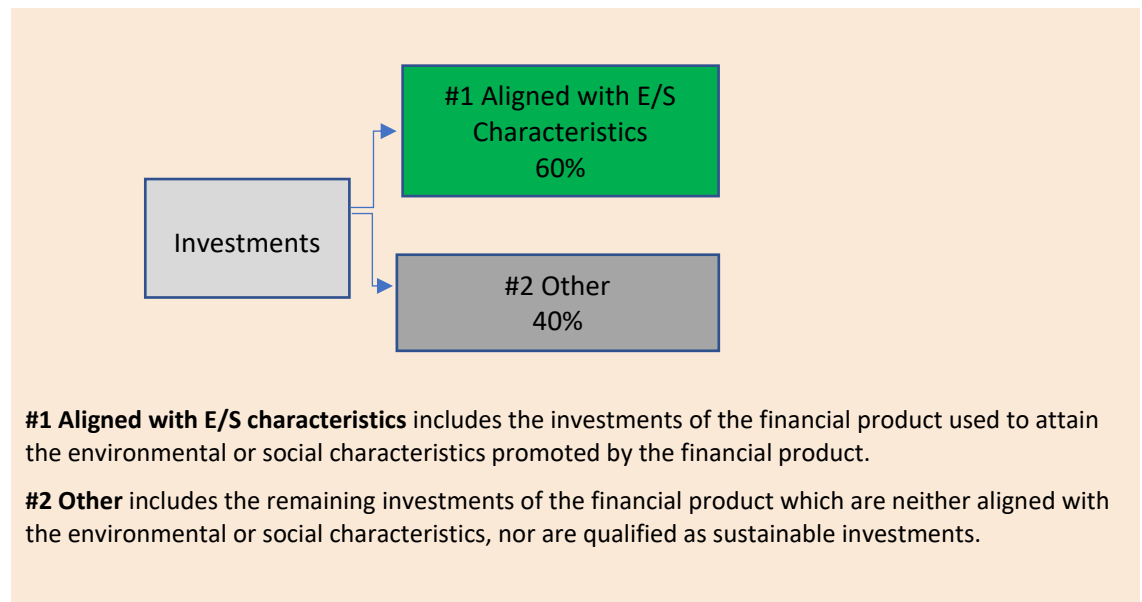 #1 Aligned with E/S
Characteristics
60%
Investments
#2 Other
40%
#1 Aligned with E/S characteristics includes the investments of the financial product used to attain
the environmental or social characteristics promoted by the financial product.
#2 Other includes the remaining investments of the financial product which are neither aligned with
the environmental or social characteristics, nor are qualified as sustainable investments.